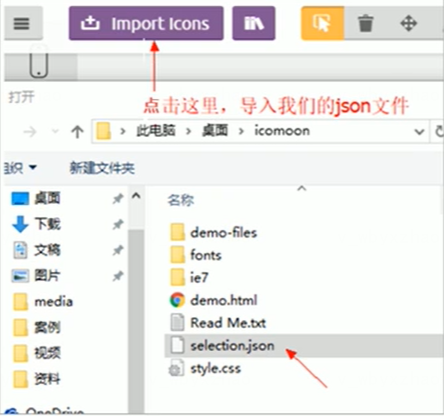 Import Icons
点击这里，导入我们的json文件
打开
此电脑 > 桌面 > icomoon
组织 新建文件夹
桌面
下载
文稿
图片
media
案例
视频
资料
OneDrive
名称
demo-files
fonts
ie7
demo.html
Read Me.txt
selection.json
style.css